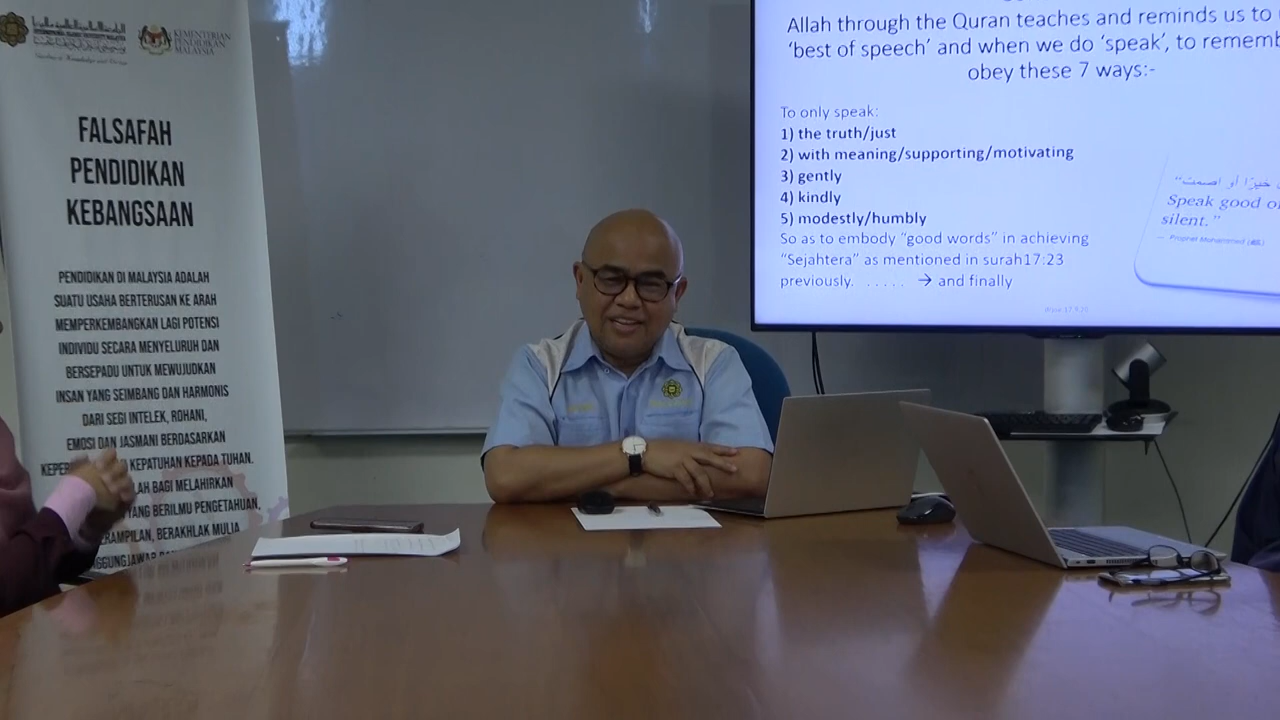 KEMENTERIAN
PENDIDIKAN
MALAYSIA
FALSAFAH
PENDIDIKAN
KEBANGSAAN
PENDIDIKAN DI MALAYSIA ADALAH
SUATU USAHA BERTERUSAN KE ARAH
MEMPERKEMBANGKAN LAGI POTENSI
INDIVIDU SECARA MENYELURUH DAN
BERSEPADU UNTUK MEWUJUDKAN
INSAN YANG SEIMBANG DAN HARMONIS
DARI SEGI INTELEK, ROHANI,
EMOSI DAN JASMANI BERDASARKAN
KEPATUHAN KEPADA TUHAN.
BAGI MELAHIRKAN
YANG BERILMU PENGETAHUAN,
BERAKHLAK MULIA
Allah through the Quran teaches and reminds us to
'best of speech' and when we do 'speak', to
obey these 7 ways:-
To only speak:
1) the truth/just
2) with meaning/supporting/motivating
3) gently
4) kindly
5) modestly/humbly
So as to embody "good words" in achieving
"Sejahtera" as mentioned in surah17:23
previously. . . . . . → and finally
Speak good
silent."
— Prophet Mohammed